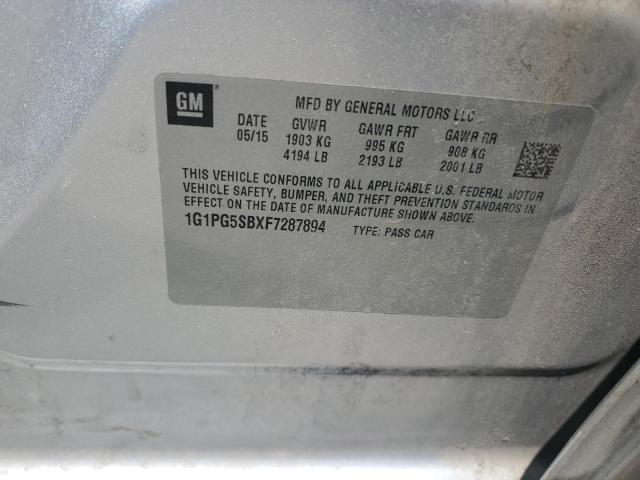 GM
MFD BY GENERAL MOTORS LLC
DATE GVWR GAWR FRT GAWR RR
05/15 1903 KG 995 KG 908 KG
4194 LB 2193 LB 2001 LB
THIS VEHICLE CONFORMS TO ALL APPLICABLE U.S. FEDERAL MOTOR
VEHICLE SAFETY, BUMPER, AND THEFT PREVENTION STANDARDS IN
EFFECT ON THE DATE OF MANUFACTURE SHOWN ABOVE.
1G1PG5SBXF7287894 TYPE: PASS CAR